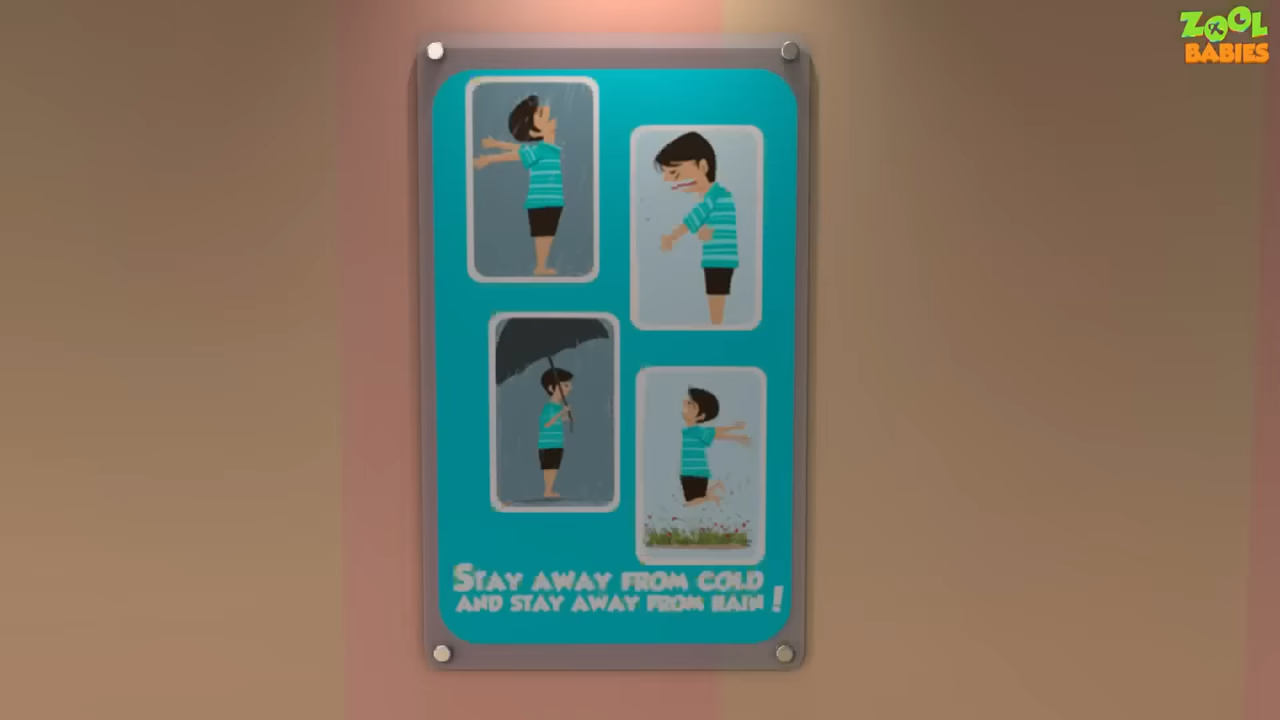 ZOOL
BABIES
STAY AWAY FROM COLD
AND STAY AWAY FROM RAIN !